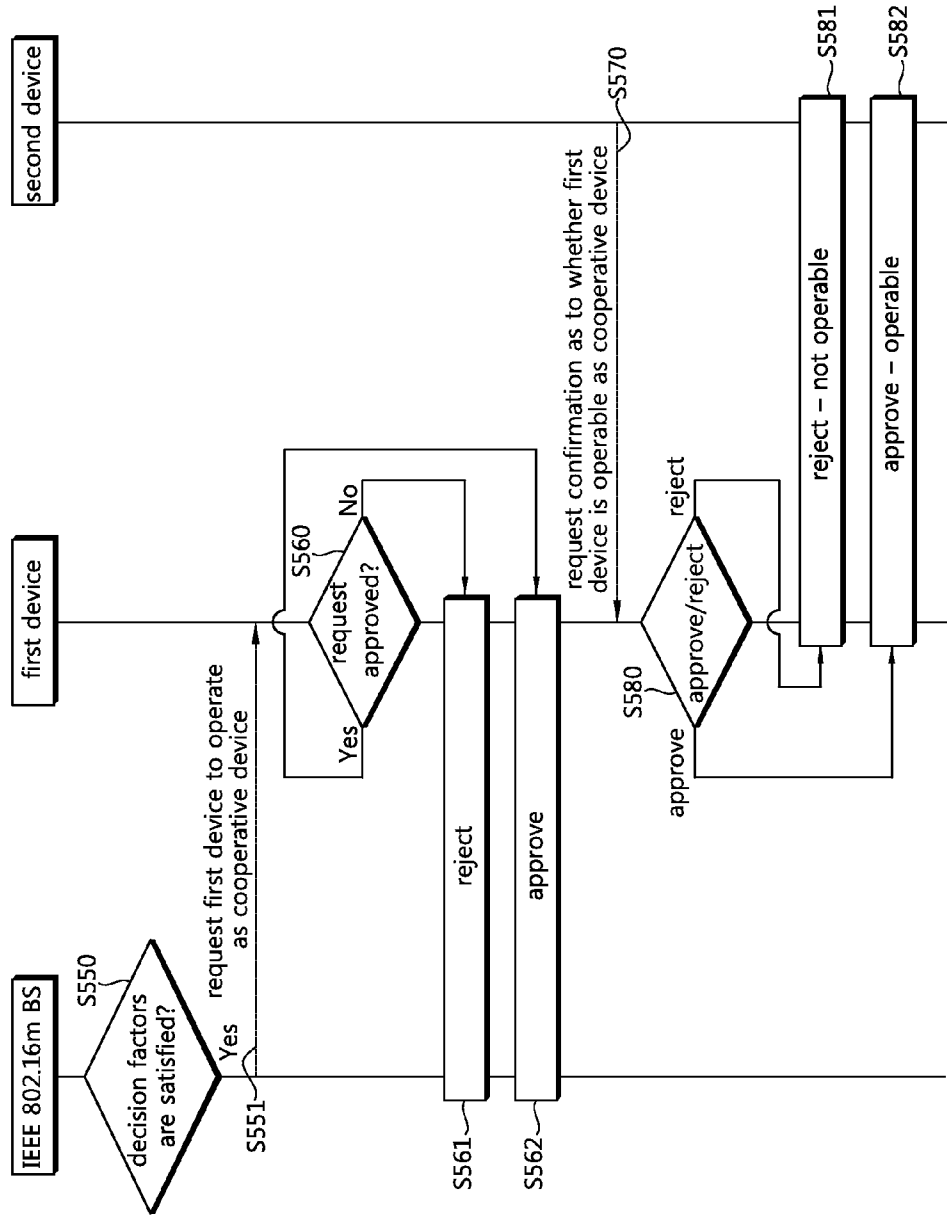 IEEE 802.16m BS
first device
second device
S550
decision factors
are satisfied?
Yes
S551
request first device to operate
as cooperative device
S560
request
approved?
Yes
No
S561
reject
S562
approve
request confirmation as to whether first
device is operable as cooperative device
S570
S580
approve/reject
approve
reject
reject – not operable
S581
approve – operable
S582